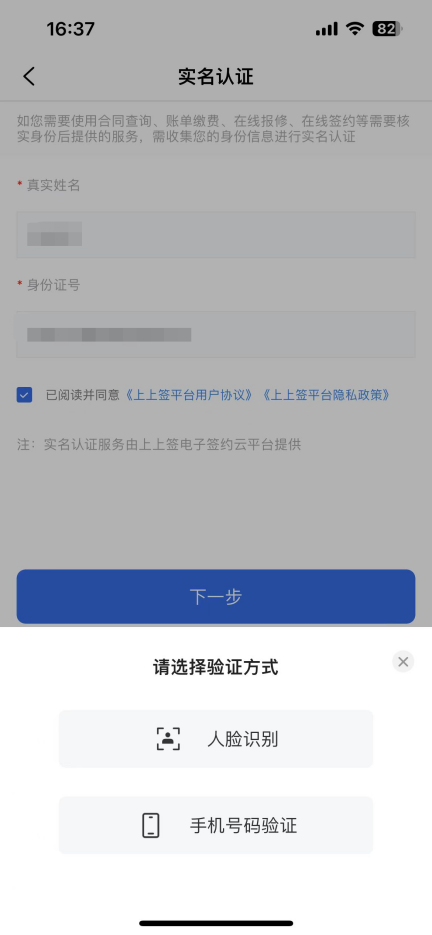 16:37
82
实名认证
如您需要使用合同查询、账单缴费、在线报修、在线签约等需要核
实身份后提供的服务，需收集您的身份信息进行实名认证
* 真实姓名
* 身份证号
已阅读并同意《上上签平台用户协议》《上上签平台隐私政策》
注：实名认证服务由上上签电子签约云平台提供
下一步
请选择验证方式
人脸识别
手机号码验证